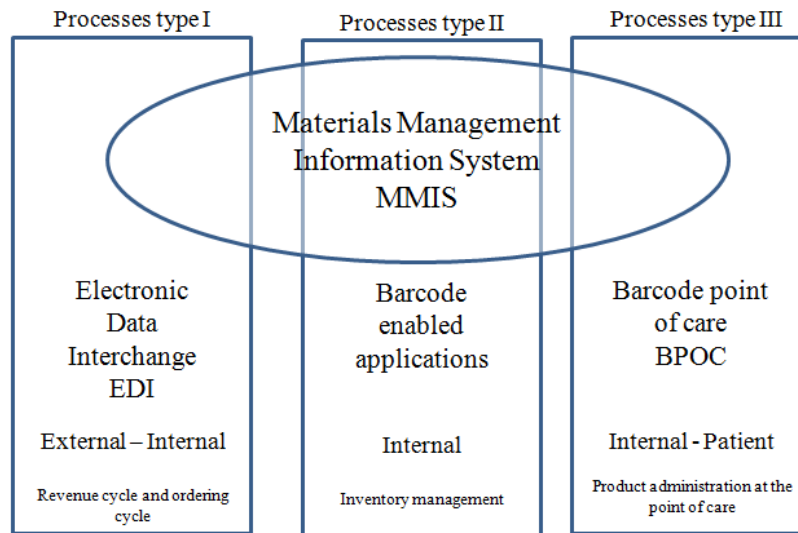 Processes type I
Processes type II
Processes type III
Materials Management
Information System
MMIS
Electronic
Data
Interchange
EDI
External – Internal
Revenue cycle and ordering
cycle
Barcode
enabled
applications
Internal
Inventory management
Barcode point
of care
BPOC
Internal - Patient
Product administration at the
point of care